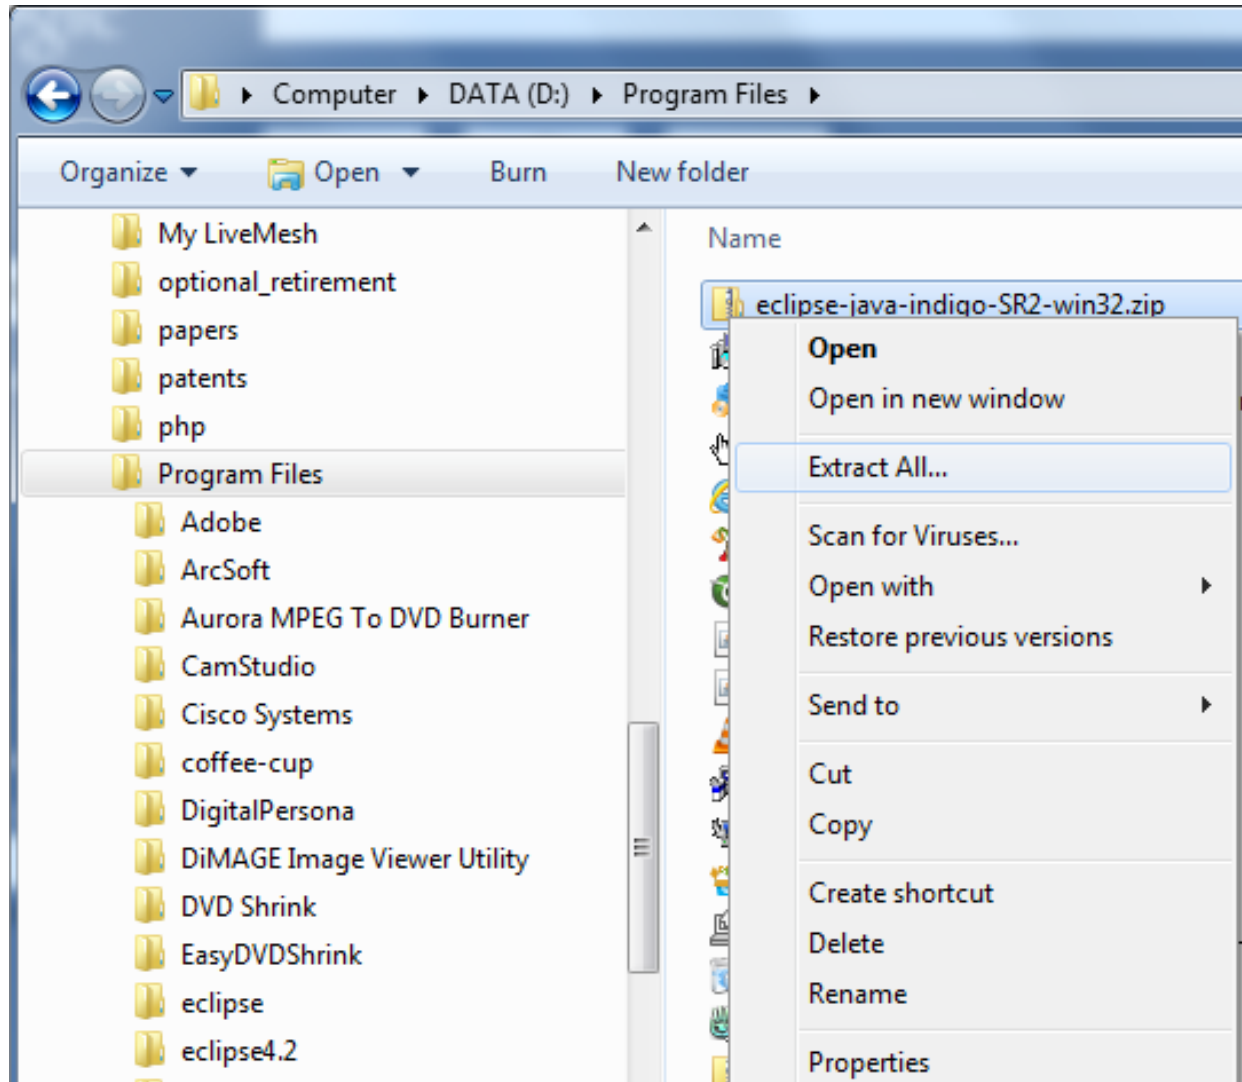 Computer DATA (D:) Program Files
Organize Open Burn New folder
My LiveMesh
optional_retirement
papers
patents
php
Program Files
Adobe
ArcSoft
Aurora MPEG To DVD Burner
CamStudio
Cisco Systems
coffee-cup
DigitalPersona
DiMAGE Image Viewer Utility
DVD Shrink
EasyDVDShrink
eclipse
eclipse4.2
Name
eclipse-java-indigo-SR2-win32.zip
Open
Open in new window
Extract All...
Scan for Viruses...
Open with
Restore previous versions
Send to
Cut
Copy
Create shortcut
Delete
Rename
Properties